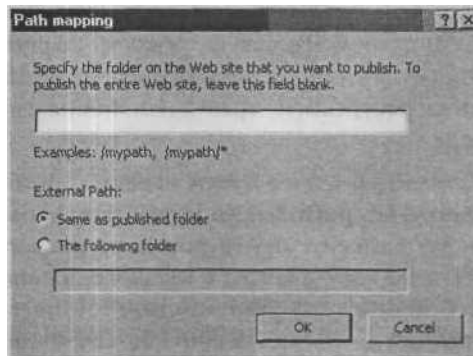 Path mapping
Specify the folder on the Web site that you want to publish. To
publish the entire Web site, leave this field blank.
Examples: /mypath, /mypath/*
External Path:
Same as published folder
The following folder
OK
Cancel